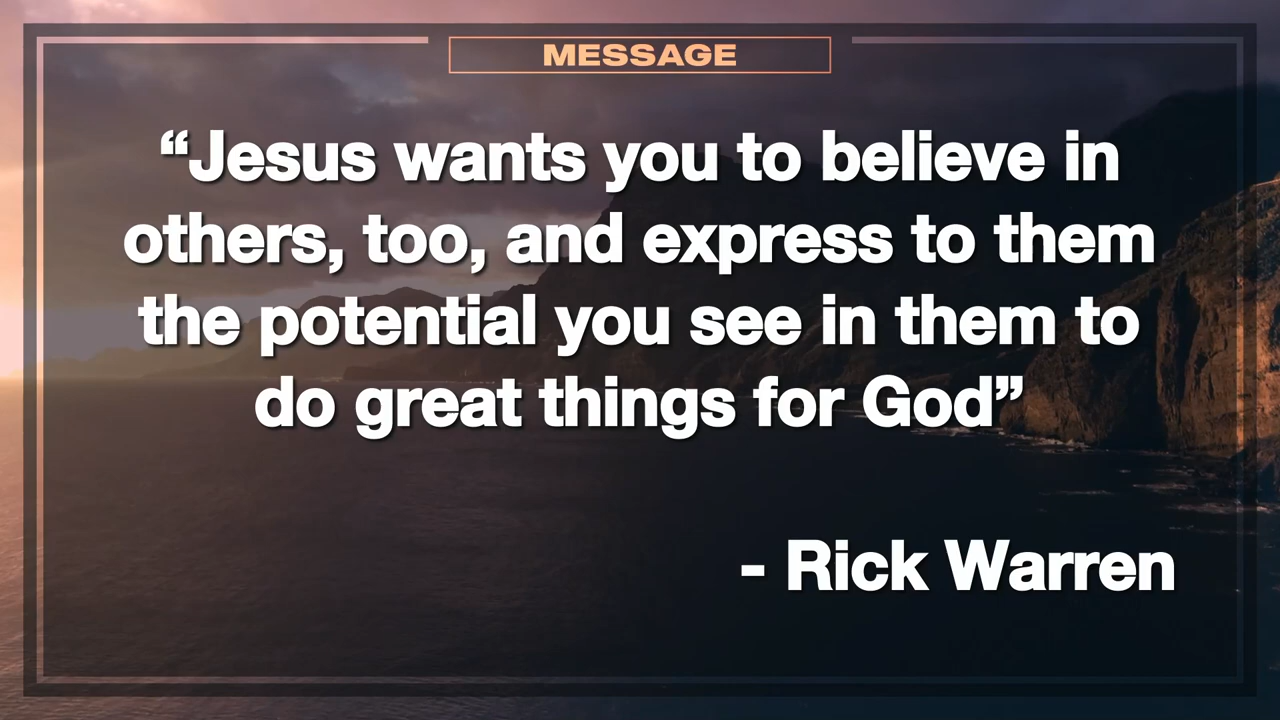 MESSAGE
“Jesus wants you to believe in
others, too, and express to them
the potential you see in them to
do great things for God”
- Rick Warren